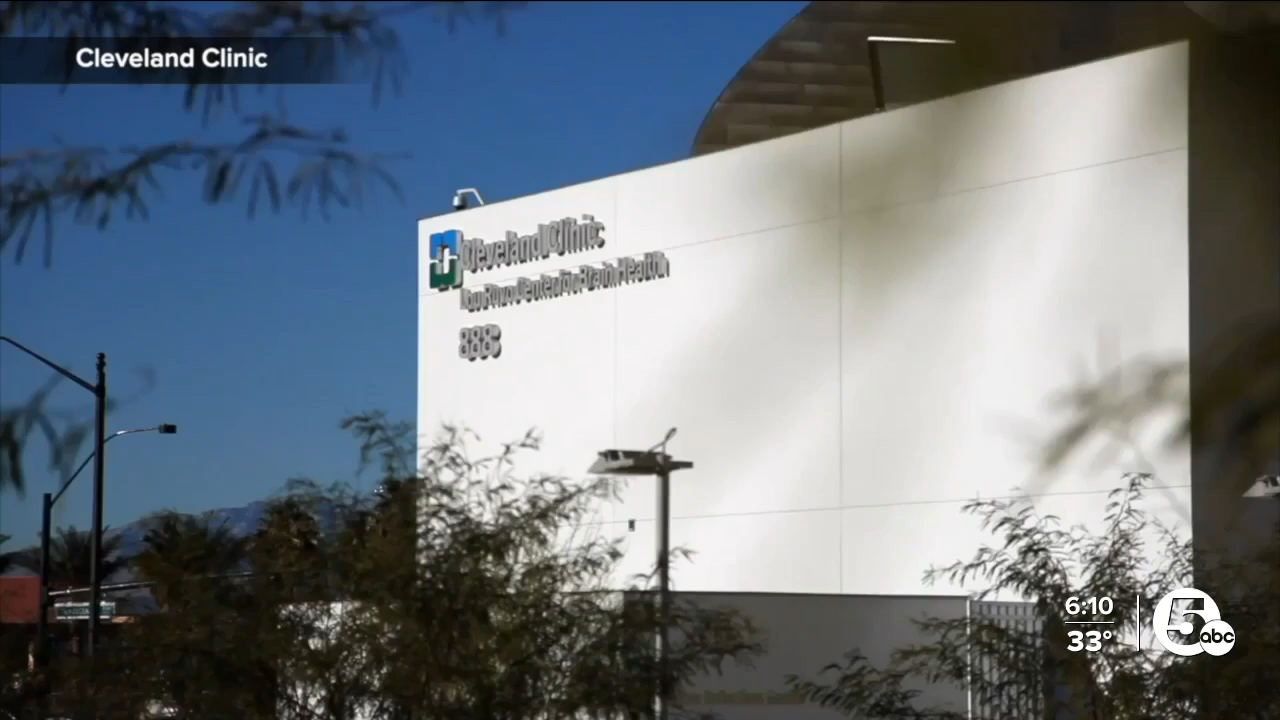 Cleveland Clinic
Cleveland Clinic
Lou Ruvo Center for Brain Health
888
6:10
33°
5
abc